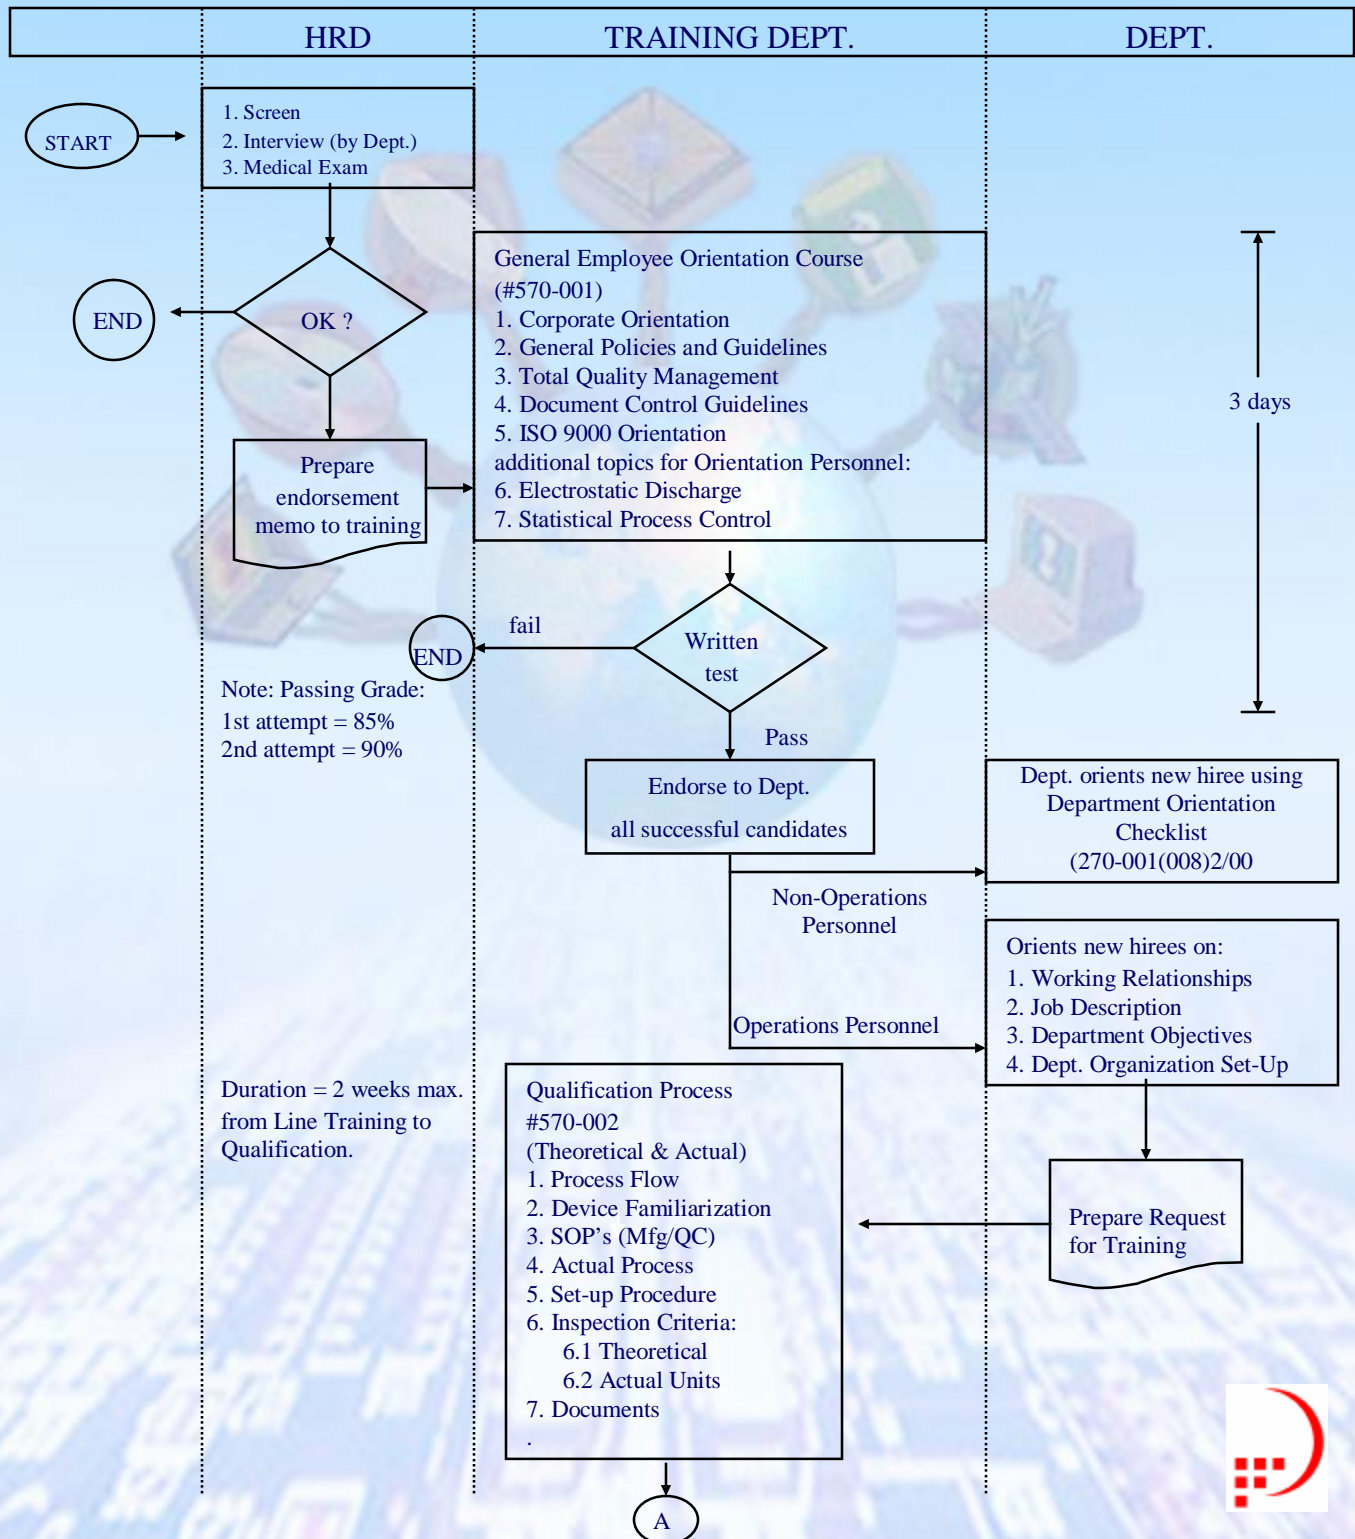 HRD
TRAINING DEPT.
DEPT.
START
1. Screen
2. Interview (by Dept.)
3. Medical Exam
OK ?
END
Prepare
endorsement
memo to training
General Employee Orientation Course
(#570-001)
1. Corporate Orientation
2. General Policies and Guidelines
3. Total Quality Management
4. Document Control Guidelines
5. ISO 9000 Orientation
additional topics for Orientation Personnel:
6. Electrostatic Discharge
7. Statistical Process Control
3 days
Written
test
fail
END
Note: Passing Grade:
1st attempt = 85%
2nd attempt = 90%
Pass
Endorse to Dept.
all successful candidates
Dept. orients new hiree using
Department Orientation
Checklist
(270-001(008)2/00
Non-Operations
Personnel
Operations Personnel
Orients new hirees on:
1. Working Relationships
2. Job Description
3. Department Objectives
4. Dept. Organization Set-Up
Prepare Request
for Training
Duration = 2 weeks max.
from Line Training to
Qualification.
Qualification Process
#570-002
(Theoretical & Actual)
1. Process Flow
2. Device Familiarization
3. SOP's (Mfg/QC)
4. Actual Process
5. Set-up Procedure
6. Inspection Criteria:
6.1 Theoretical
6.2 Actual Units
7. Documents
.
A